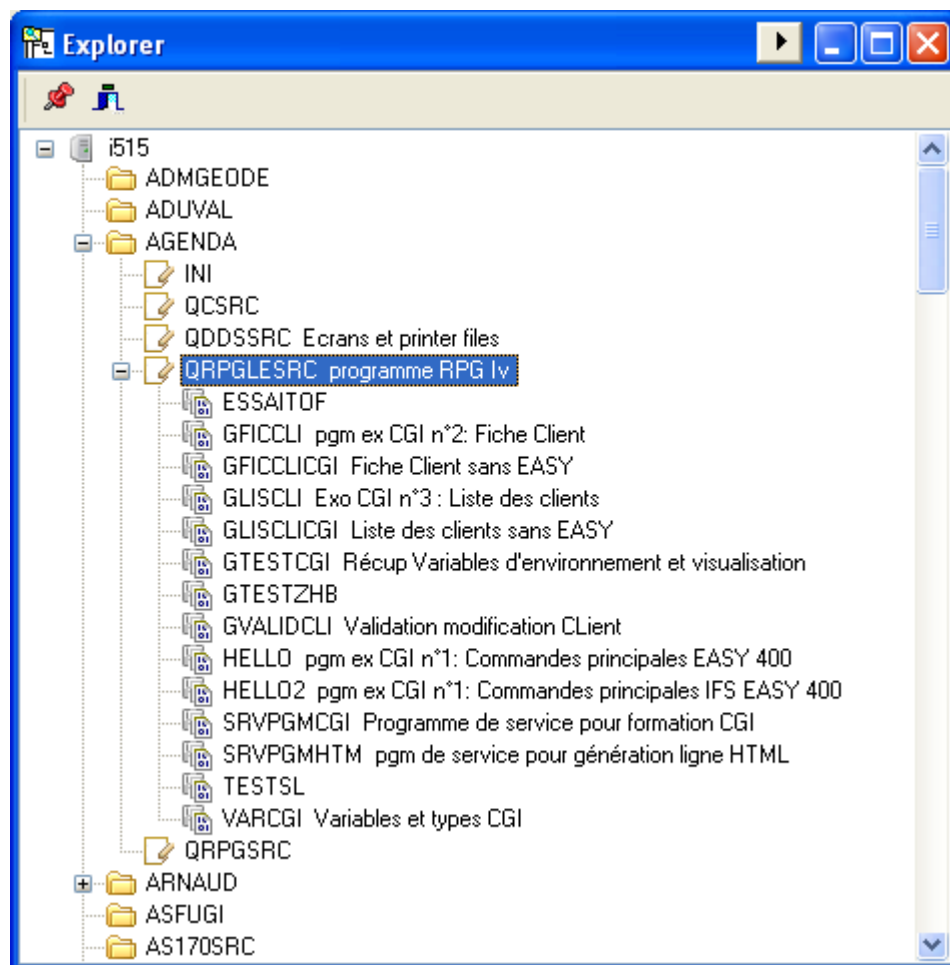 Explorer
i515
ADMGEODE
ADUVAL
AGENDA
INI
QCSRC
QDDSSRC Ecrans et printer files
QRPGLESRC programme RPG Iv
ESSAITOF
GFICCLI pgm ex CGI n°2: Fiche Client
GFICCLICGI Fiche Client sans EASY
GLISCLI Exo CGI n°3 : Liste des clients
GLISCLICGI Liste des clients sans EASY
GTESTCGI Récup Variables d'environnement et visualisation
GTESTZHB
GVALIDCLI Validation modification CLient
HELLO pgm ex CGI n°1: Commandes principales EASY 400
HELLO2 pgm ex CGI n°1: Commandes principales IFS EASY 400
SRVPGMCGI Programme de service pour formation CGI
SRVPGMHTM pgm de service pour génération ligne HTML
TESTSL
VARCGI Variables et types CGI
QRPGSRC
ARNAUD
ASFUGI
AS170SRC